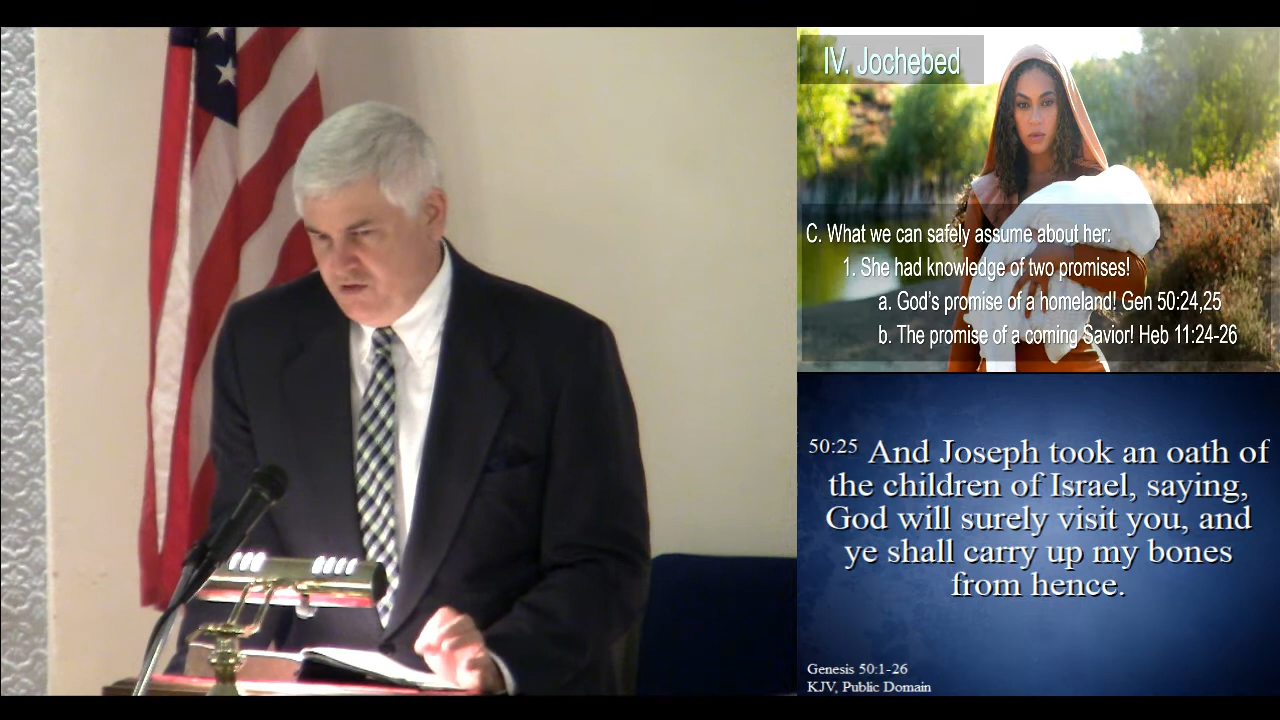 IV. Jochebed
C. What we can safely assume about her:
1. She had knowledge of two promises!
a. God's promise of a homeland! Gen 50:24,25
b. The promise of a coming Savior! Heb 11:24-26
50:25 And Joseph took an oath of
the children of Israel, saying,
God will surely visit you, and
ye shall carry up my bones
from hence.
Genesis 50:1-26
KJV, Public Domain